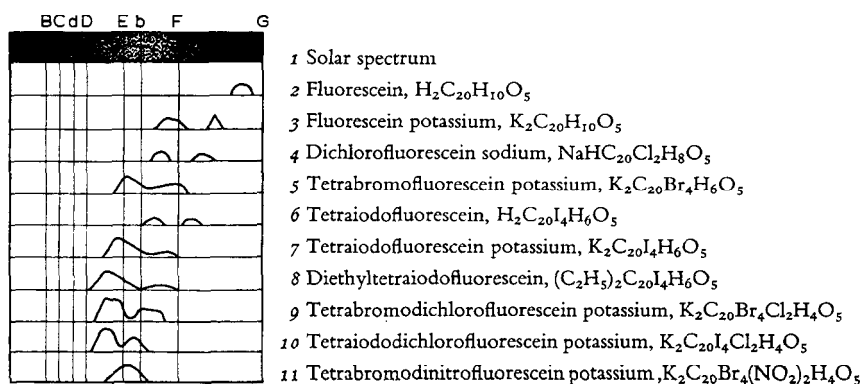 B C d D E b F G
1 Solar spectrum
2 Fluorescein, H₂C₂₀H₁₀O₅
3 Fluorescein potassium, K₂C₂₀H₁₀O₅
4 Dichlorofluorescein sodium, NaHC₂₀Cl₂H₈O₅
5 Tetrabromofluorescein potassium, K₂C₂₀Br₄H₆O₅
6 Tetraiodofluorescein, H₂C₂₀I₄H₆O₅
7 Tetraiodofluorescein potassium, K₂C₂₀I₄H₆O₅
8 Diethyltetraiodofluorescein, (C₂H₅)₂C₂₀I₄H₆O₅
9 Tetrabromodichlorofluorescein potassium, K₂C₂₀Br₄Cl₂H₄O₅
10 Tetraiododichlorofluorescein potassium, K₂C₂₀I₄Cl₂H₄O₅
11 Tetrabromodinitrofluorescein potassium ,K₂C₂₀Br₄(NO₂)₂H₄O₅